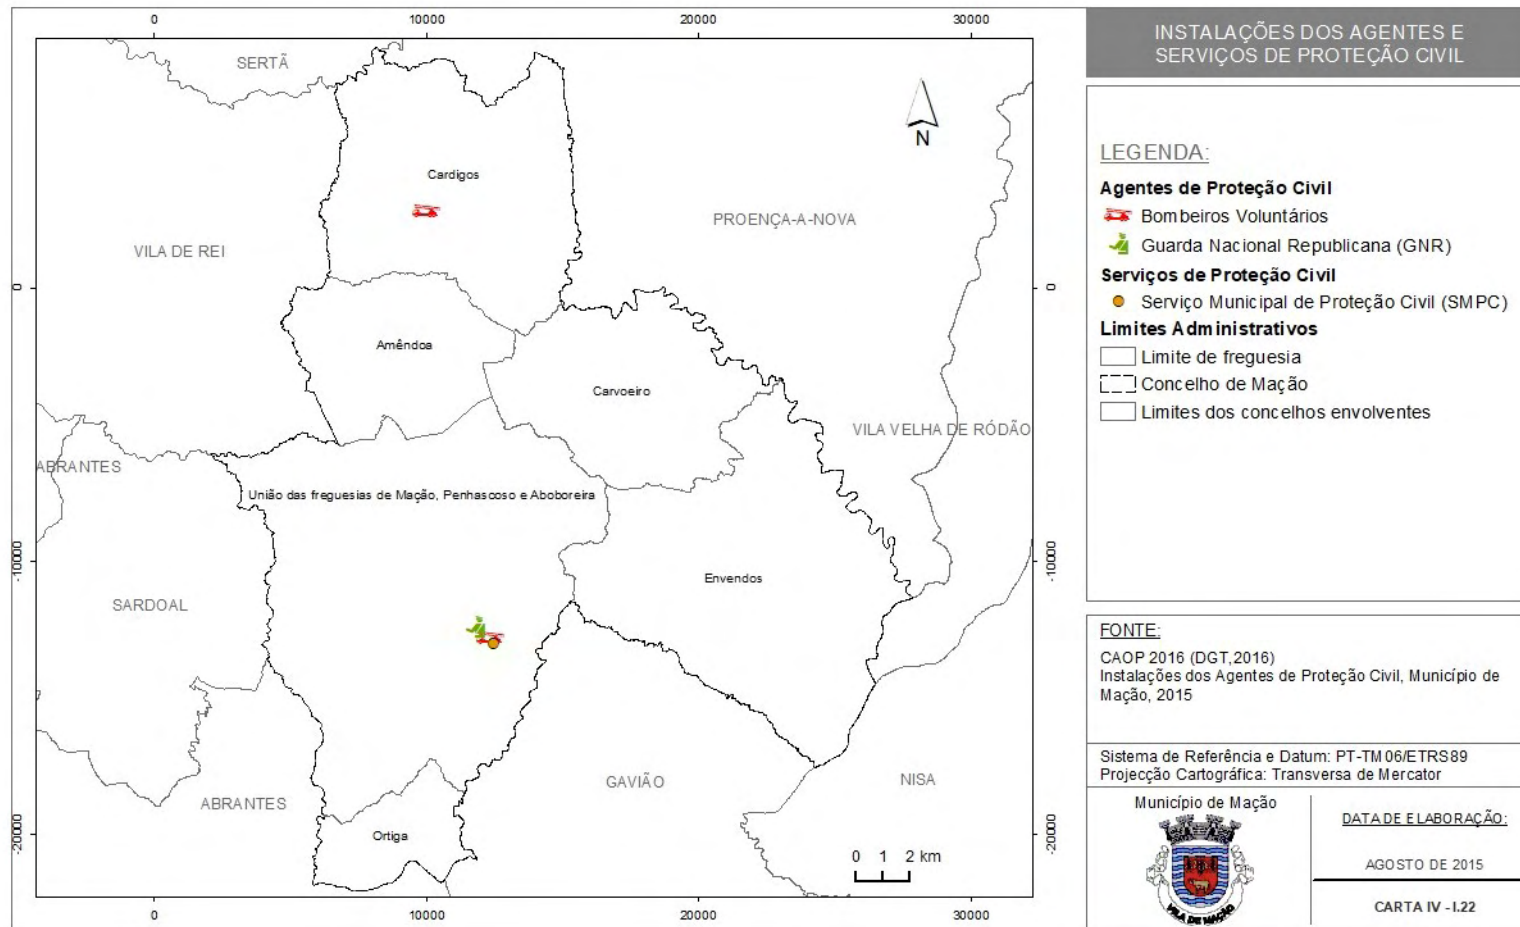 0 10000 20000 30000
SERTÃ
Cardigos
PROENÇA-A-NOVA
VILA DE REI
0 0
Amêndoa
Carvoeiro
VILA VELHA DE RÓDÃO
ABRANTES
União das freguesias de Mação, Penhascoso e Aboboreira
-10000 -10000
Envendos
SARDOAL
GAVIÃO
NISA
ABRANTES
Ortiga
-20000 -20000
N
0 1 2 km
0 10000 20000 30000
INSTALAÇÕES DOS AGENTES E
SERVIÇOS DE PROTEÇÃO CIVIL
LEGENDA:
Agentes de Proteção Civil
Bombeiros Voluntários
Guarda Nacional Republicana (GNR)
Serviços de Proteção Civil
Serviço Municipal de Proteção Civil (SMPC)
Limites Administrativos
Limite de freguesia
Concelho de Mação
Limites dos concelhos envolventes
FONTE:
CAOP 2016 (DGT,2016)
Instalações dos Agentes de Proteção Civil, Município de
Mação, 2015
Sistema de Referência e Datum: PT-TM06/ETRS89
Projecção Cartográfica: Transversa de Mercator
Município de Mação
VILA DE MAÇÃO
DATA DE ELABORAÇÃO:
AGOSTO DE 2015
CARTA IV - I.22